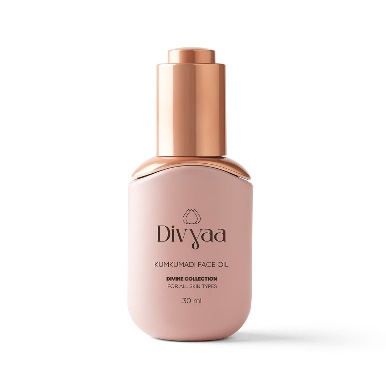 Divyaa
KUMKUMADI FACE OIL
DIVINE COLLECTION
FOR ALL SKIN TYPES
30 ml